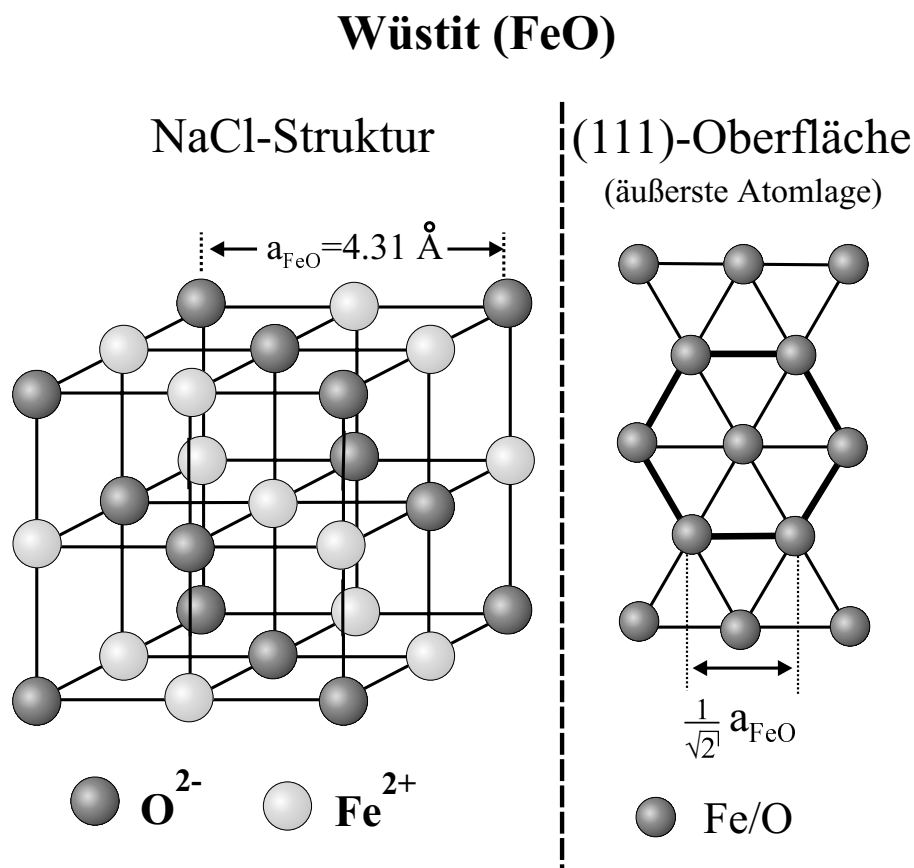 Wüstit (FeO)
NaCl-Struktur
a_FeO=4.31 Å
O²⁻
Fe²⁺
(111)-Oberfläche
(äußerste Atomlage)
1/√2 a_FeO
Fe/O